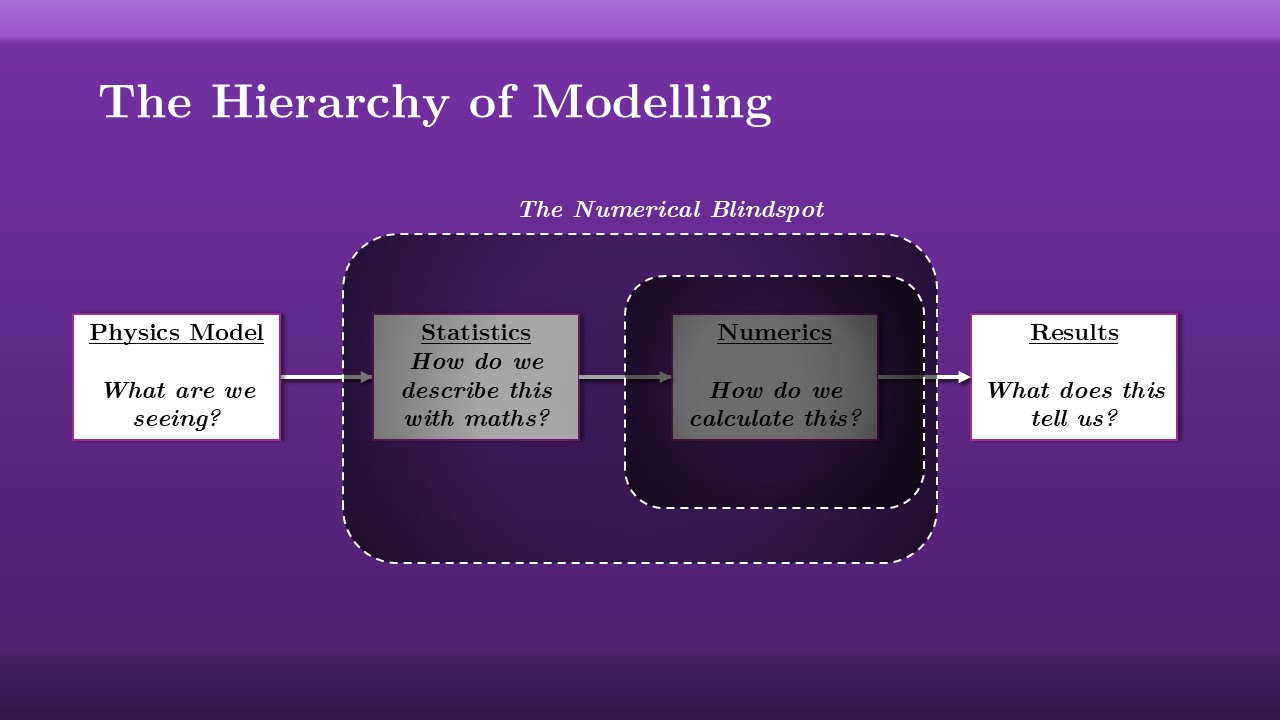 The Hierarchy of Modelling
The Numerical Blindspot
Physics Model
What are we
seeing?
Statistics
How do we
describe this
with maths?
Numerics
How do we
calculate this?
Results
What does this
tell us?